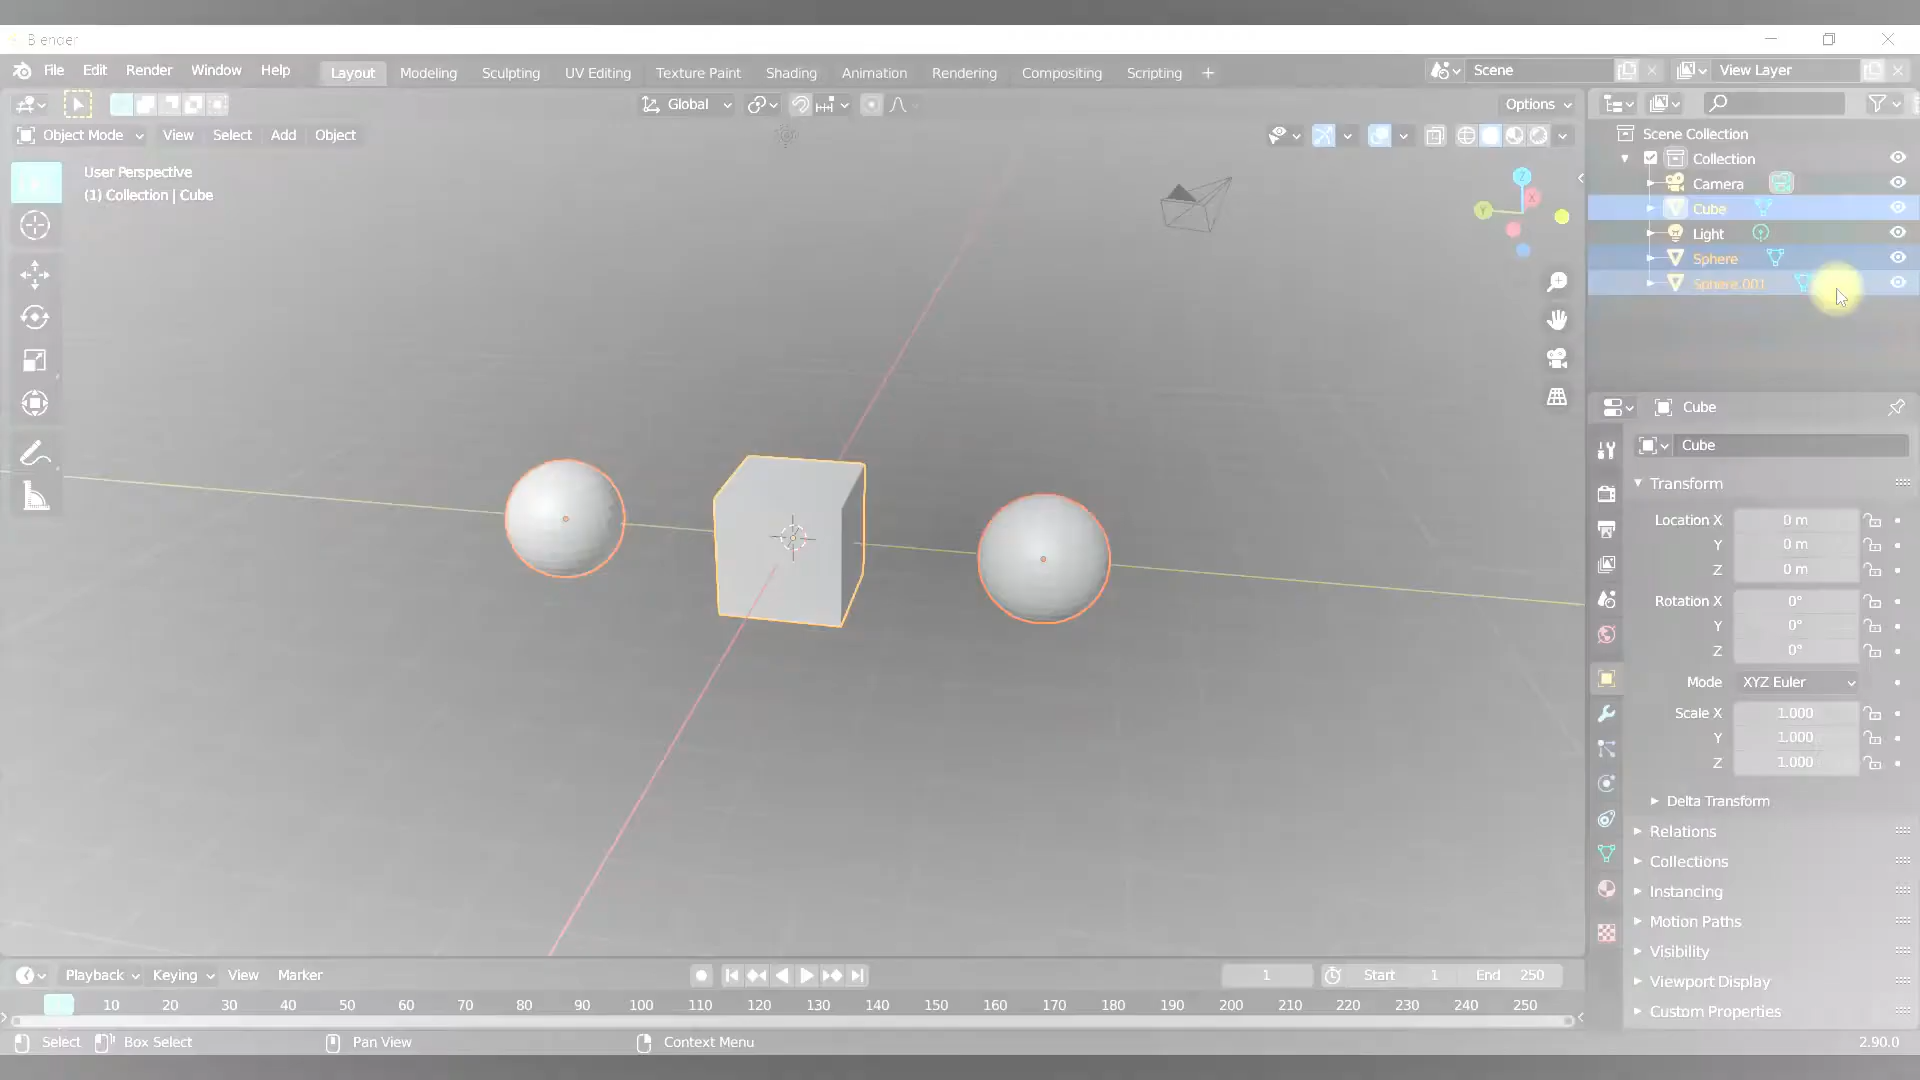 Blender
File Edit Render Window Help Layout Modeling Sculpting UV Editing Texture Paint Shading Animation Rendering Compositing Scripting + Scene View Layer
Global Options
Object Mode View Select Add Object
User Perspective
(1) Collection | Cube
Z
X
Y
Scene Collection
Collection
Camera
Cube
Light
Sphere
Sphere.001
Cube
Cube
Transform
Location X 0 m
Y 0 m
Z 0 m
Rotation X 0°
Y 0°
Z 0°
Mode XYZ Euler
Scale X 1.000
Y 1.000
Z 1.000
Delta Transform
Relations
Collections
Instancing
Motion Paths
Visibility
Viewport Display
Custom Properties
Playback Keying View Marker 1 Start 1 End 250
10 20 30 40 50 60 70 80 90 100 110 120 130 140 150 160 170 180 190 200 210 220 230 240 250
Select Box Select Pan View Context Menu 2.90.0